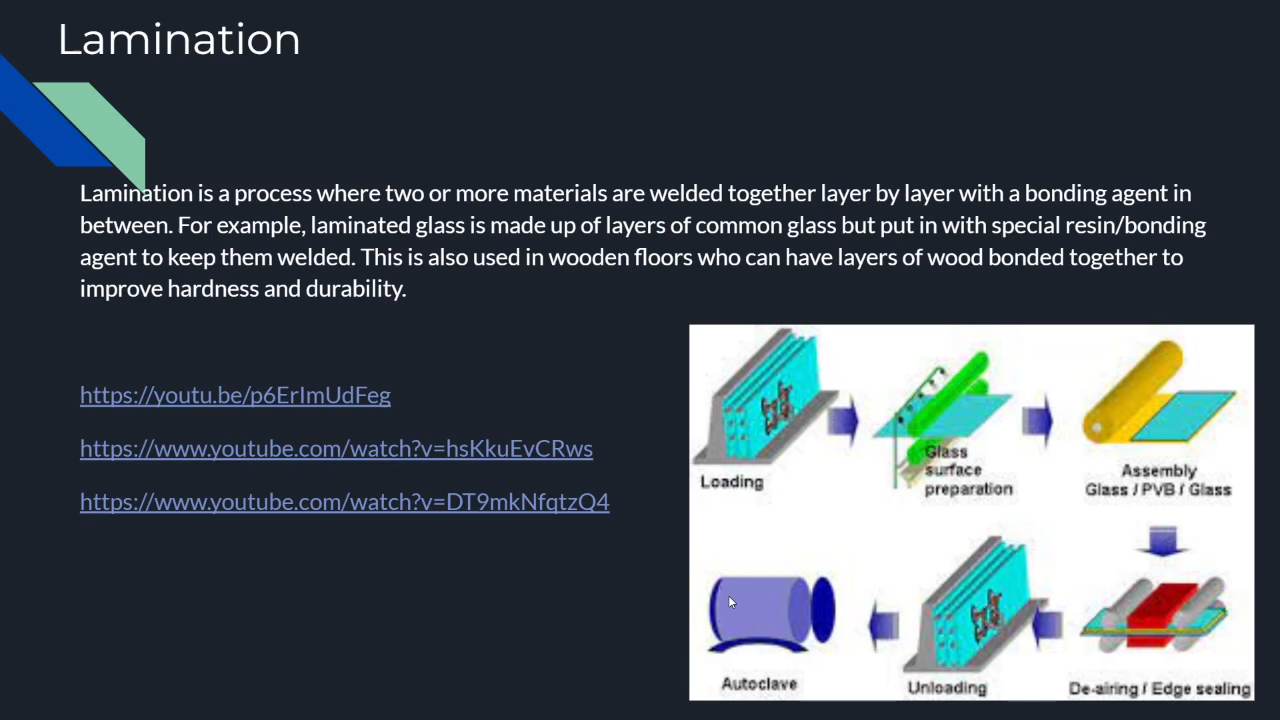 Lamination
Lamination is a process where two or more materials are welded together layer by layer with a bonding agent in
between. For example, laminated glass is made up of layers of common glass but put in with special resin/bonding
agent to keep them welded. This is also used in wooden floors who can have layers of wood bonded together to
improve hardness and durability.
https://youtu.be/p6ErImUdFeg
https://www.youtube.com/watch?v=hsKkuEvCRws
https://www.youtube.com/watch?v=DT9mkNfqtzQ4
Loading
Glass
surface
preparation
Assembly
Glass / PVB / Glass
De-airing / Edge sealing
Unloading
Autoclave